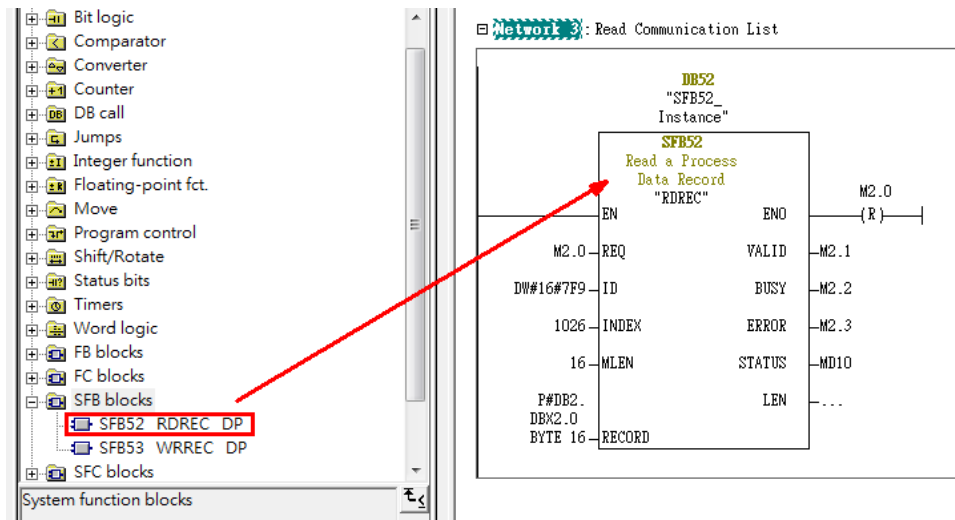 Bit logic
Comparator
Converter
Counter
DB call
Jumps
Integer function
Floating-point fct.
Move
Program control
Shift/Rotate
Status bits
Timers
Word logic
FB blocks
FC blocks
SFB blocks
SFB52 RDREC DP
SFB53 WRREC DP
SFC blocks
System function blocks
Network 3: Read Communication List
DB52
"SFB52_
Instance"
SFB52
Read a Process
Data Record
"RDREC"
M2.0
EN ENO (R)
M2.0 REQ VALID M2.1
DW#16#7F9 ID BUSY M2.2
1026 INDEX ERROR M2.3
16 MLEN STATUS MD10
P#DB2. LEN ...
DBX2.0
BYTE 16 RECORD